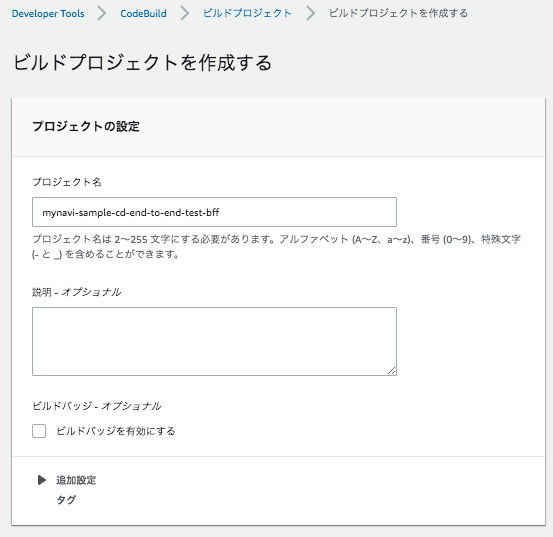 Developer Tools > CodeBuild > ビルドプロジェクト > ビルドプロジェクトを作成する
ビルドプロジェクトを作成する
プロジェクトの設定
プロジェクト名
mynavi-sample-cd-end-to-end-test-bff
プロジェクト名は 2～255 文字にする必要があります。アルファベット (A～Z、a～z)、番号 (0～9)、特殊文字
(- と _) を含めることができます。
説明 - オプショナル
ビルドバッジ - オプショナル
ビルドバッジを有効にする
追加設定
タグ